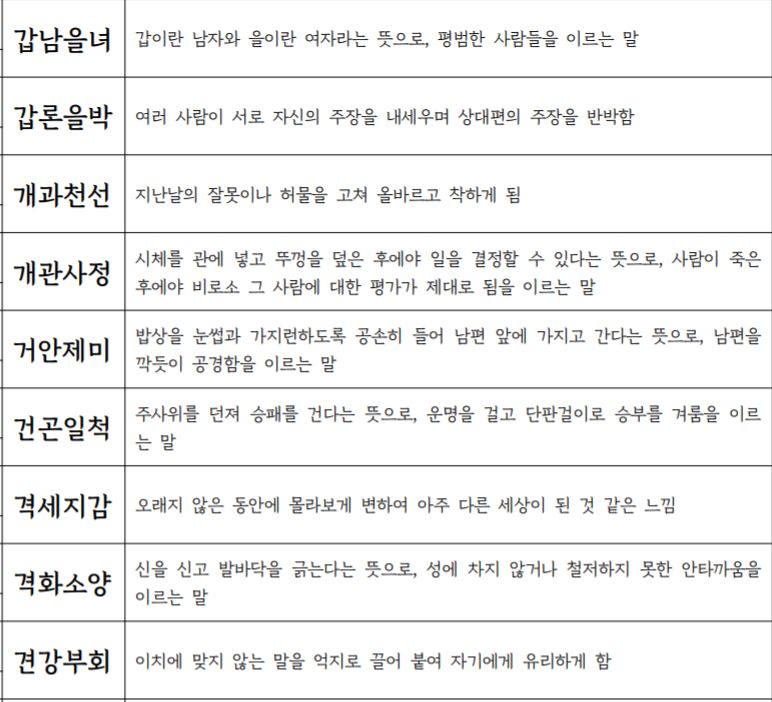 갑남을녀
갑이란 남자와 을이란 여자라는 뜻으로, 평범한 사람들을 이르는 말
갑론을박
여러 사람이 서로 자신의 주장을 내세우며 상대편의 주장을 반박함
개과천선
지난날의 잘못이나 허물을 고쳐 올바르고 착하게 됨
개관사정
시체를 관에 넣고 뚜껑을 덮은 후에야 일을 결정할 수 있다는 뜻으로, 사람이 죽은
후에야 비로소 그 사람에 대한 평가가 제대로 됨을 이르는 말
거안제미
밥상을 눈썹과 가지런하도록 공손히 들어 남편 앞에 가지고 간다는 뜻으로, 남편을
깍듯이 공경함을 이르는 말
건곤일척
주사위를 던져 승패를 건다는 뜻으로, 운명을 걸고 단판걸이로 승부를 겨룸을 이르
는 말
격세지감
오래지 않은 동안에 몰라보게 변하여 아주 다른 세상이 된 것 같은 느낌
격화소양
신을 신고 발바닥을 긁는다는 뜻으로, 성에 차지 않거나 철저하지 못한 안타까움을
이르는 말
견강부회
이치에 맞지 않는 말을 억지로 끌어 붙여 자기에게 유리하게 함